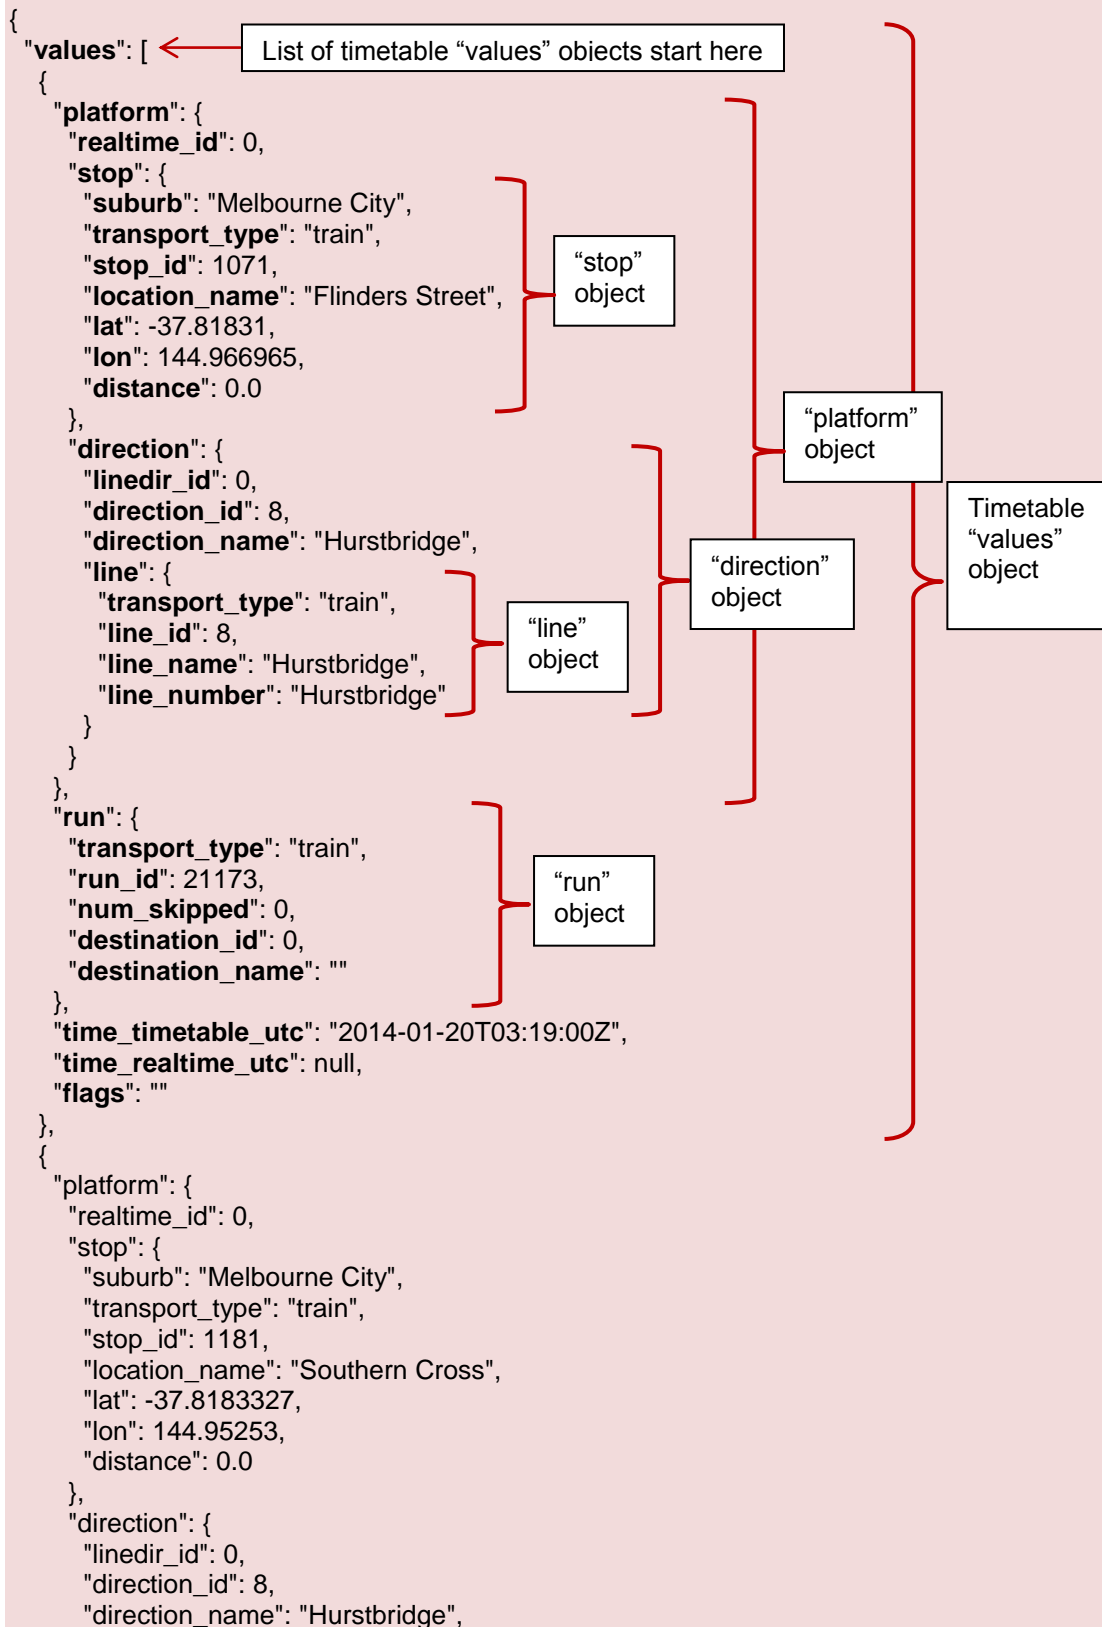 {
"values": [
List of timetable “values” objects start here
{
"platform": {
"realtime_id": 0,
"stop": {
"suburb": "Melbourne City",
"transport_type": "train",
"stop_id": 1071,
"location_name": "Flinders Street",
"lat": -37.81831,
"lon": 144.966965,
"distance": 0.0
},
“stop”
object
"direction": {
"linedir_id": 0,
"direction_id": 8,
"direction_name": "Hurstbridge",
"line": {
"transport_type": "train",
"line_id": 8,
"line_name": "Hurstbridge",
"line_number": "Hurstbridge"
}
}
},
“line”
object
“direction”
object
“platform”
object
Timetable
“values”
object
"run": {
"transport_type": "train",
"run_id": 21173,
"num_skipped": 0,
"destination_id": 0,
"destination_name": ""
},
“run”
object
"time_timetable_utc": "2014-01-20T03:19:00Z",
"time_realtime_utc": null,
"flags": ""
},
{
"platform": {
"realtime_id": 0,
"stop": {
"suburb": "Melbourne City",
"transport_type": "train",
"stop_id": 1181,
"location_name": "Southern Cross",
"lat": -37.8183327,
"lon": 144.95253,
"distance": 0.0
},
"direction": {
"linedir_id": 0,
"direction_id": 8,
"direction_name": "Hurstbridge",